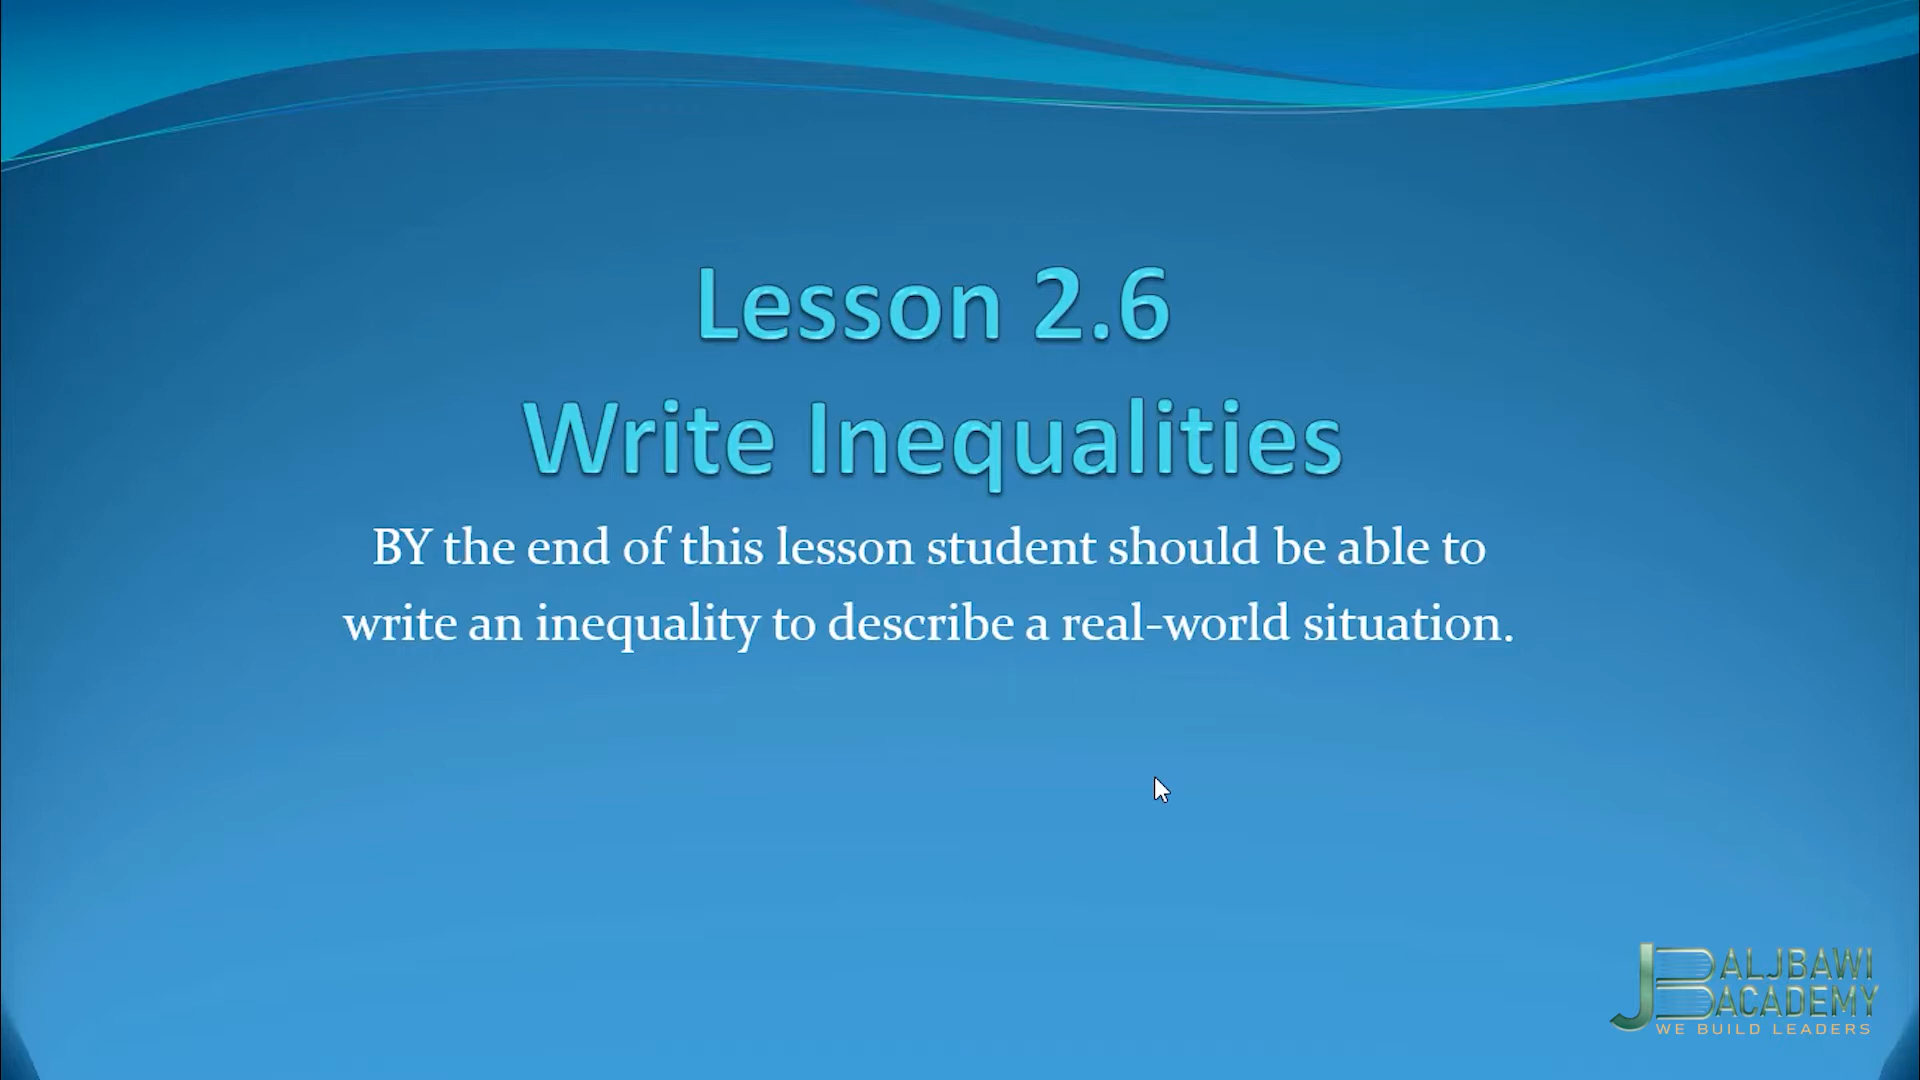 Lesson 2.6
Write Inequalities
BY the end of this lesson student should be able to
write an inequality to describe a real-world situation.
JB ALJBAWI
ACADEMY
WE BUILD LEADERS